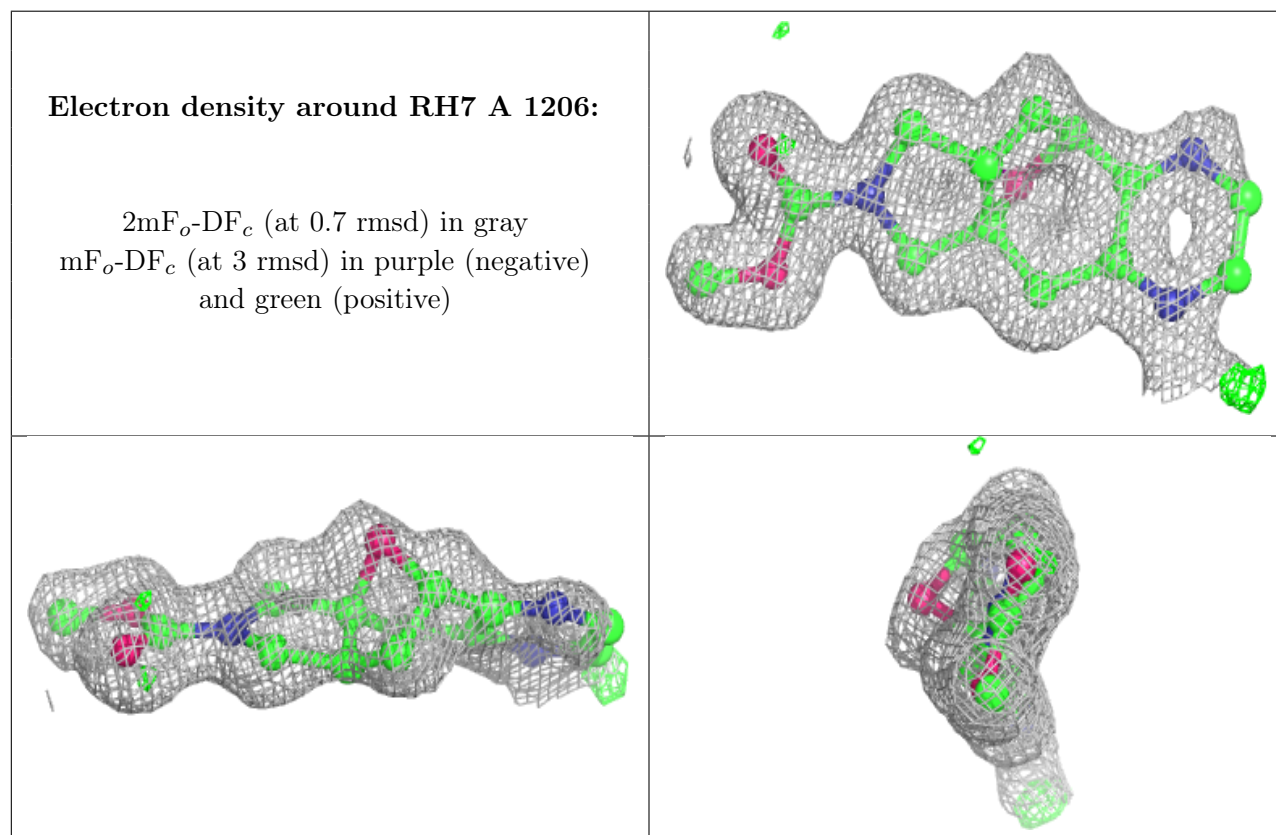 Electron density around RH7 A 1206:
2mFo-DFc (at 0.7 rmsd) in gray
mFo-DFc (at 3 rmsd) in purple (negative)
and green (positive)